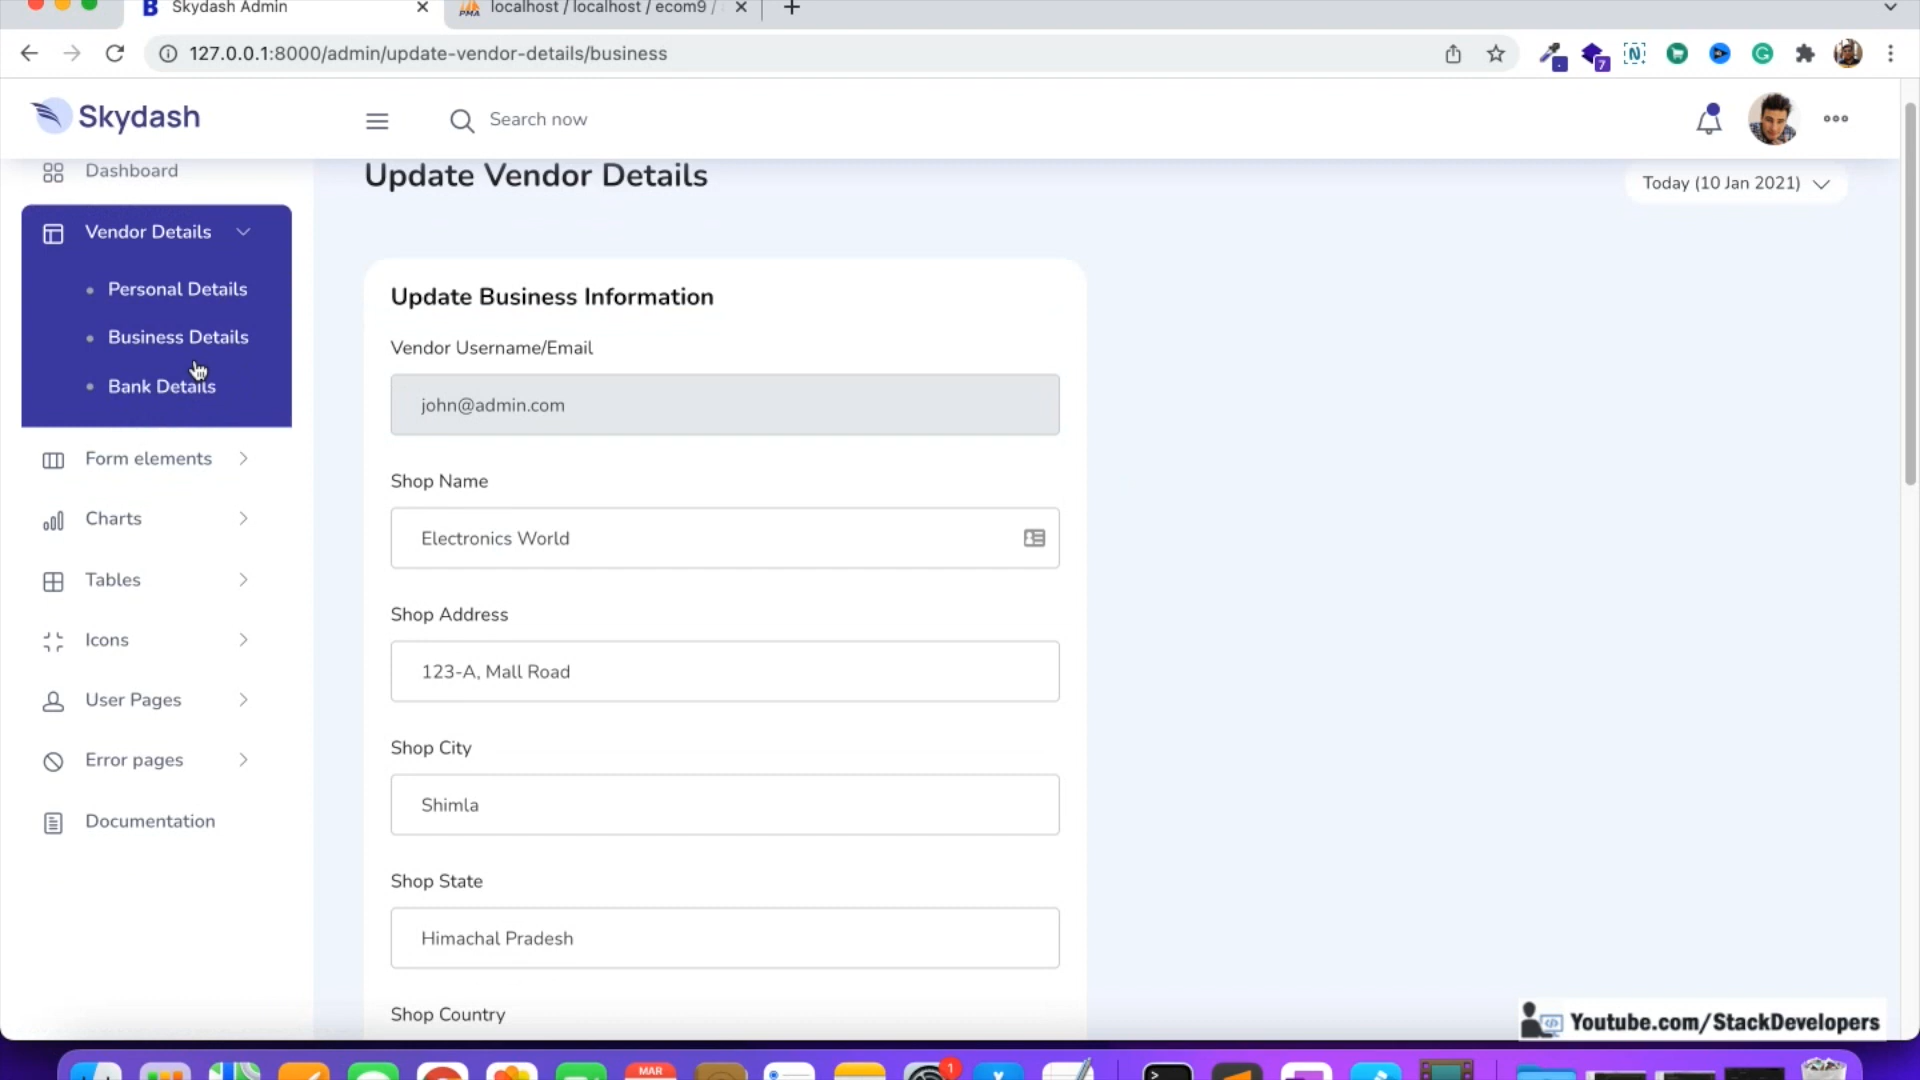 Skydash Admin
localhost / localhost / ecom9 /
127.0.0.1:8000/admin/update-vendor-details/business
7
Skydash
Search now
Dashboard
Update Vendor Details
Today (10 Jan 2021)
Vendor Details
Personal Details
Business Details
Bank Details
Form elements
Charts
Tables
Icons
User Pages
Error pages
Documentation
Update Business Information
Vendor Username/Email
john@admin.com
Shop Name
Electronics World
Shop Address
123-A, Mall Road
Shop City
Shimla
Shop State
Himachal Pradesh
Shop Country
Youtube.com/StackDevelopers
MAR
1